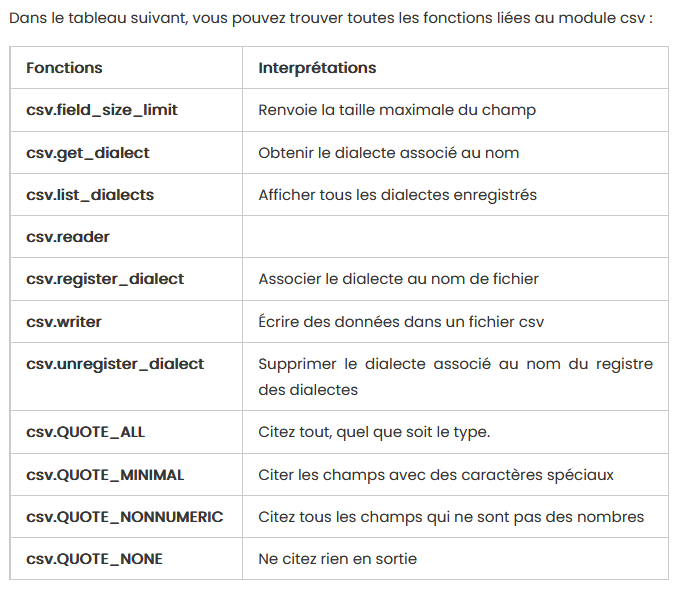 Dans le tableau suivant, vous pouvez trouver toutes les fonctions liées au module csv :
Fonctions Interprétations
csv.field_size_limit Renvoie la taille maximale du champ
csv.get_dialect Obtenir le dialecte associé au nom
csv.list_dialects Afficher tous les dialectes enregistrés
csv.reader
csv.register_dialect Associer le dialecte au nom de fichier
csv.writer Écrire des données dans un fichier csv
csv.unregister_dialect Supprimer le dialecte associé au nom du registre
des dialectes
csv.QUOTE_ALL Citez tout, quel que soit le type.
csv.QUOTE_MINIMAL Citer les champs avec des caractères spéciaux
csv.QUOTE_NONNUMERIC Citez tous les champs qui ne sont pas des nombres
csv.QUOTE_NONE Ne citez rien en sortie